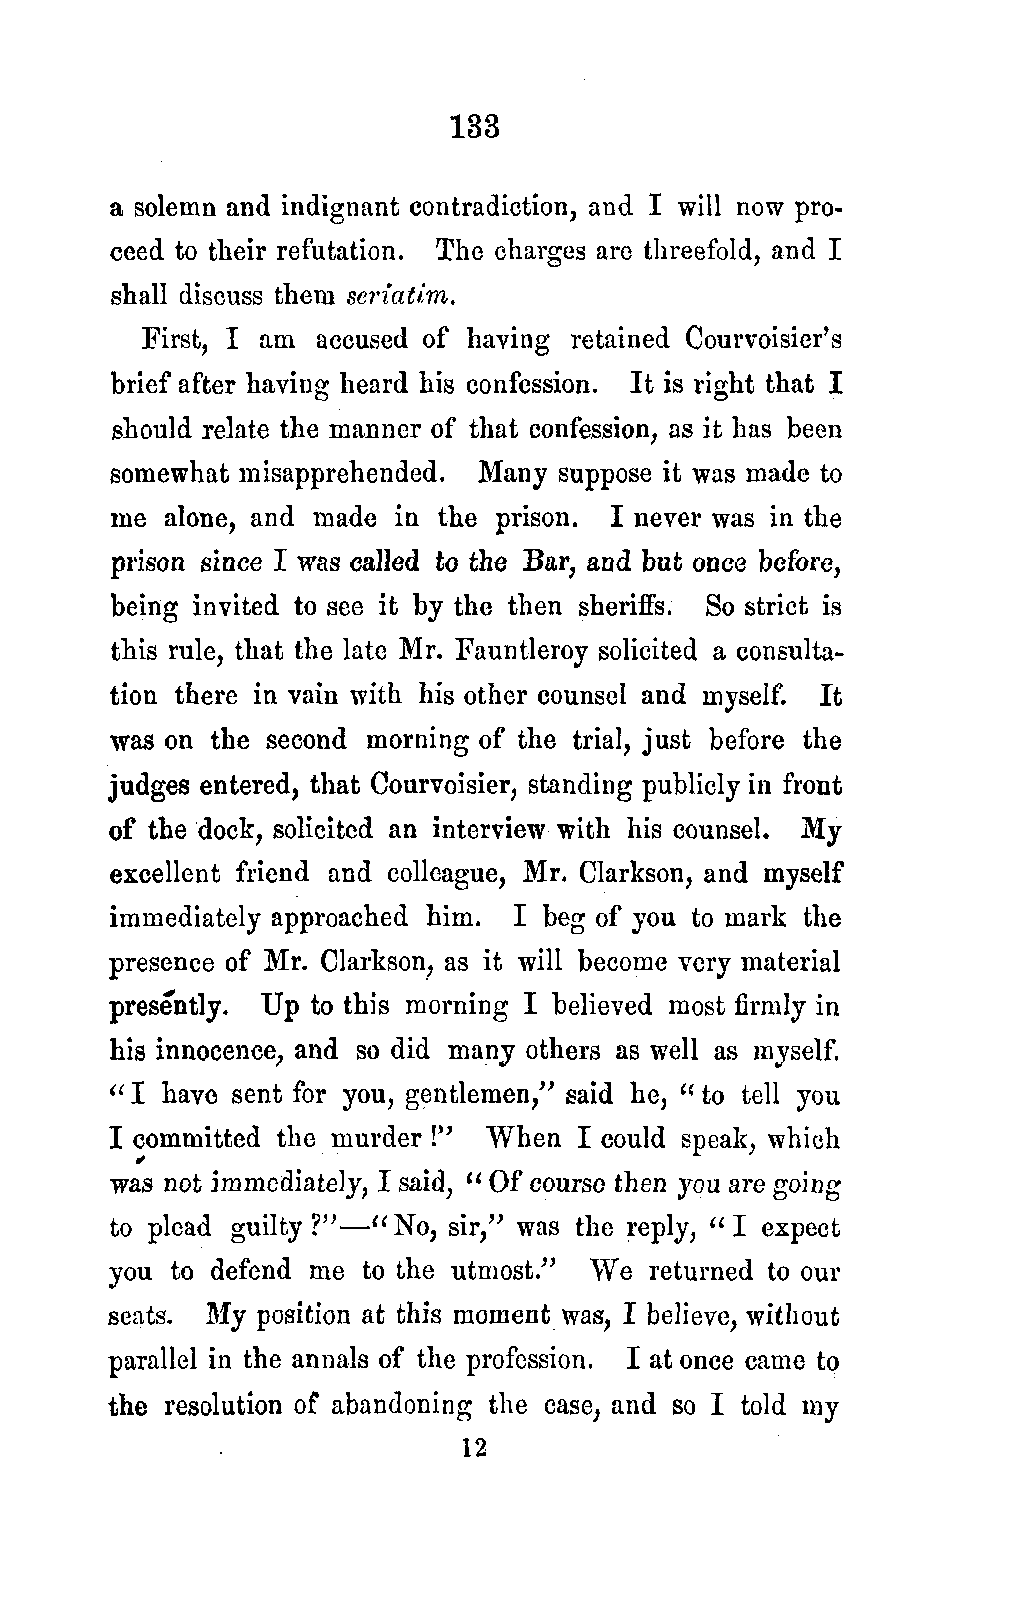 133
a solemn and indignant contradiction, and I will now pro-
ceed to their refutation. The charges are threefold, and I
shall discuss them seriatim.
First, I am accused of having retained Courvoisier's
brief after having heard his confession. It is right that I
should relate the manner of that confession, as it has been
somewhat misapprehended. Many suppose it was made to
me alone, and made in the prison. I never was in the
prison since I was called to the Bar, and but once before,
being invited to see it by the then sheriffs. So strict is
this rule, that the late Mr. Fauntleroy solicited a consulta-
tion there in vain with his other counsel and myself. It
was on the second morning of the trial, just before the
judges entered, that Courvoisier, standing publicly in front
of the dock, solicited an interview with his counsel. My
excellent friend and colleague, Mr. Clarkson, and myself
immediately approached him. I beg of you to mark the
presence of Mr. Clarkson, as it will become very material
presently. Up to this morning I believed most firmly in
his innocence, and so did many others as well as myself.
"I have sent for you, gentlemen," said he, "to tell you
I committed the murder!" When I could speak, which
was not immediately, I said, "Of course then you are going
to plead guilty?"—"No, sir," was the reply, "I expect
you to defend me to the utmost." We returned to our
seats. My position at this moment was, I believe, without
parallel in the annals of the profession. I at once came to
the resolution of abandoning the case, and so I told my
12